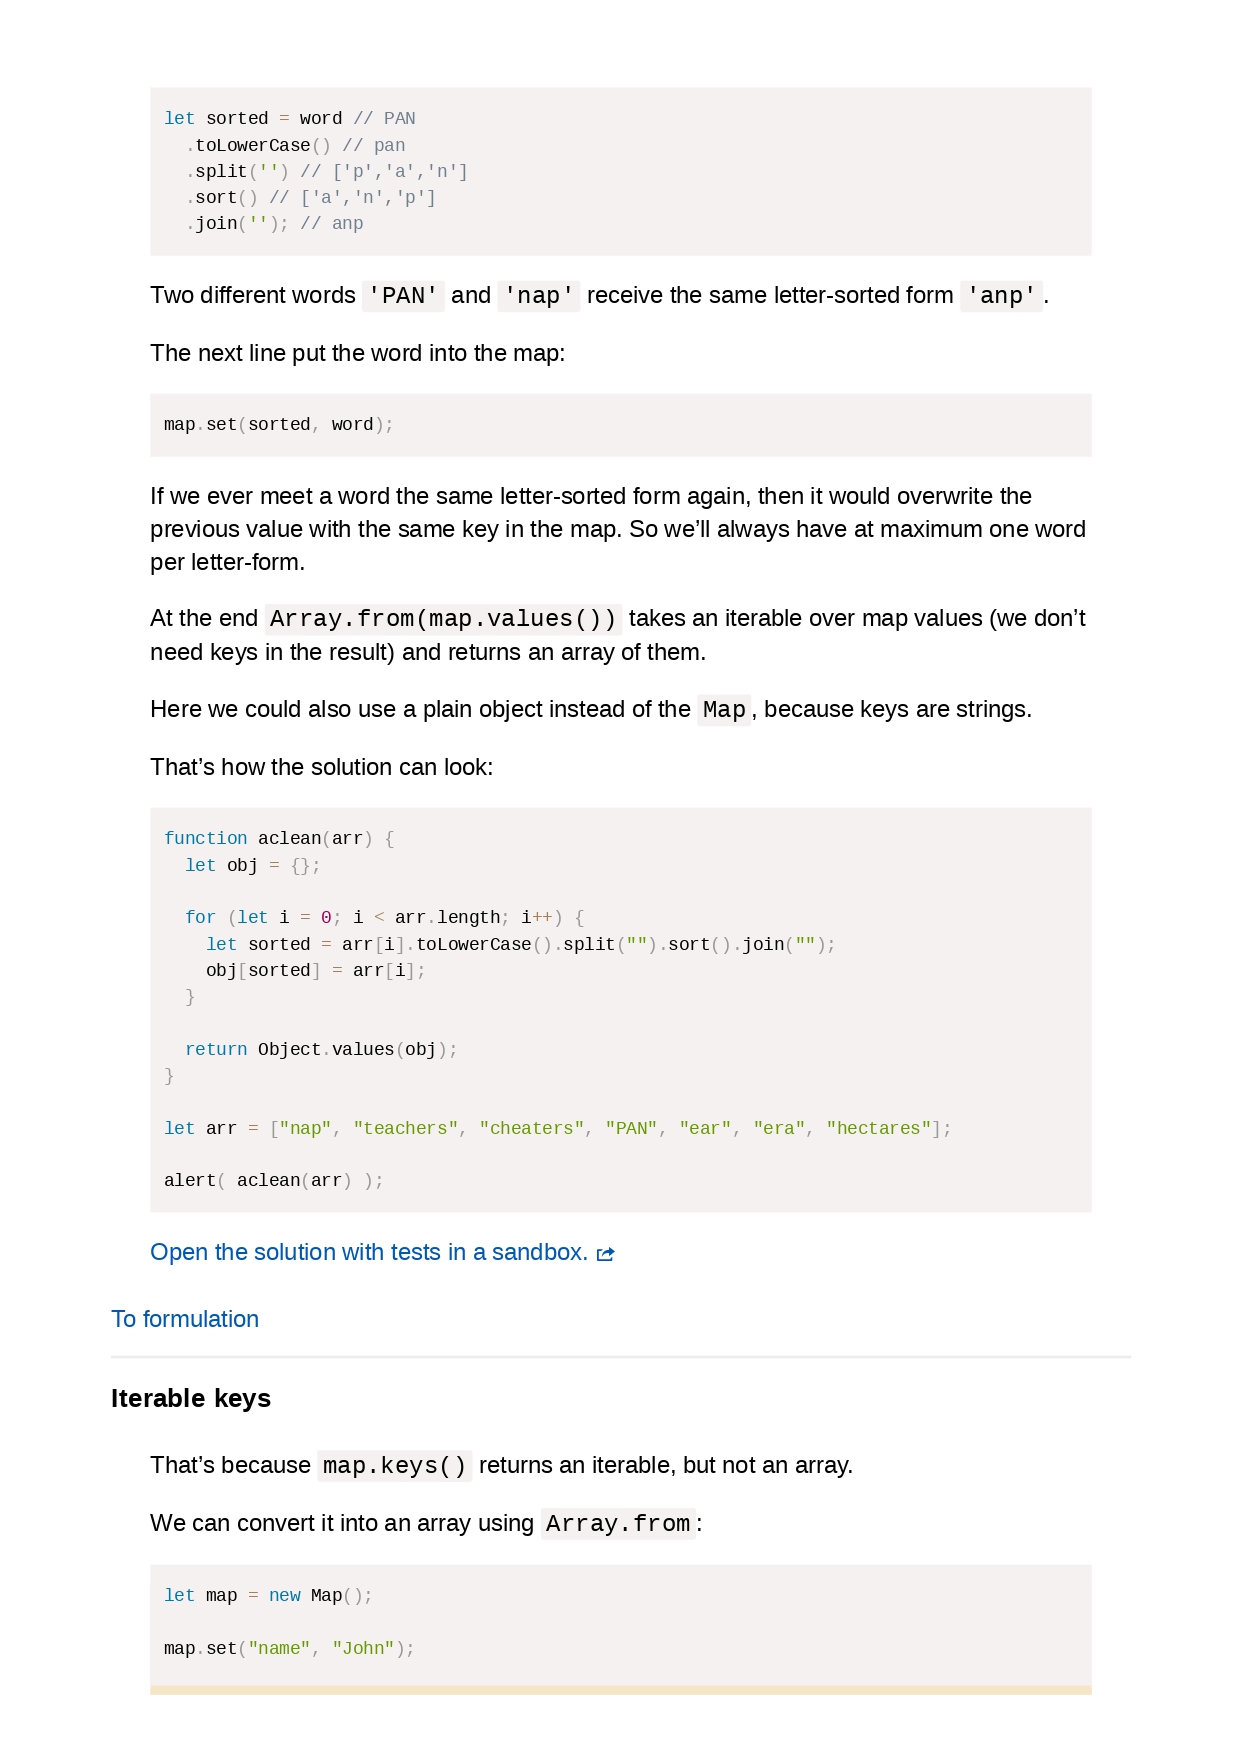 let sorted = word // PAN
  .toLowerCase() // pan
  .split('') // ['p','a','n']
  .sort() // ['a','n','p']
  .join(''); // anp
Two different words 'PAN' and 'nap' receive the same letter-sorted form 'anp'.
The next line put the word into the map:
map.set(sorted, word);
If we ever meet a word the same letter-sorted form again, then it would overwrite the
previous value with the same key in the map. So we’ll always have at maximum one word
per letter-form.
At the end Array.from(map.values()) takes an iterable over map values (we don’t
need keys in the result) and returns an array of them.
Here we could also use a plain object instead of the Map, because keys are strings.
That’s how the solution can look:
function aclean(arr) {
  let obj = {};
  for (let i = 0; i < arr.length; i++) {
    let sorted = arr[i].toLowerCase().split("").sort().join("");
    obj[sorted] = arr[i];
  }
  return Object.values(obj);
}
let arr = ["nap", "teachers", "cheaters", "PAN", "ear", "era", "hectares"];
alert( aclean(arr) );
Open the solution with tests in a sandbox.
To formulation
Iterable keys
That’s because map.keys() returns an iterable, but not an array.
We can convert it into an array using Array.from:
let map = new Map();
map.set("name", "John");